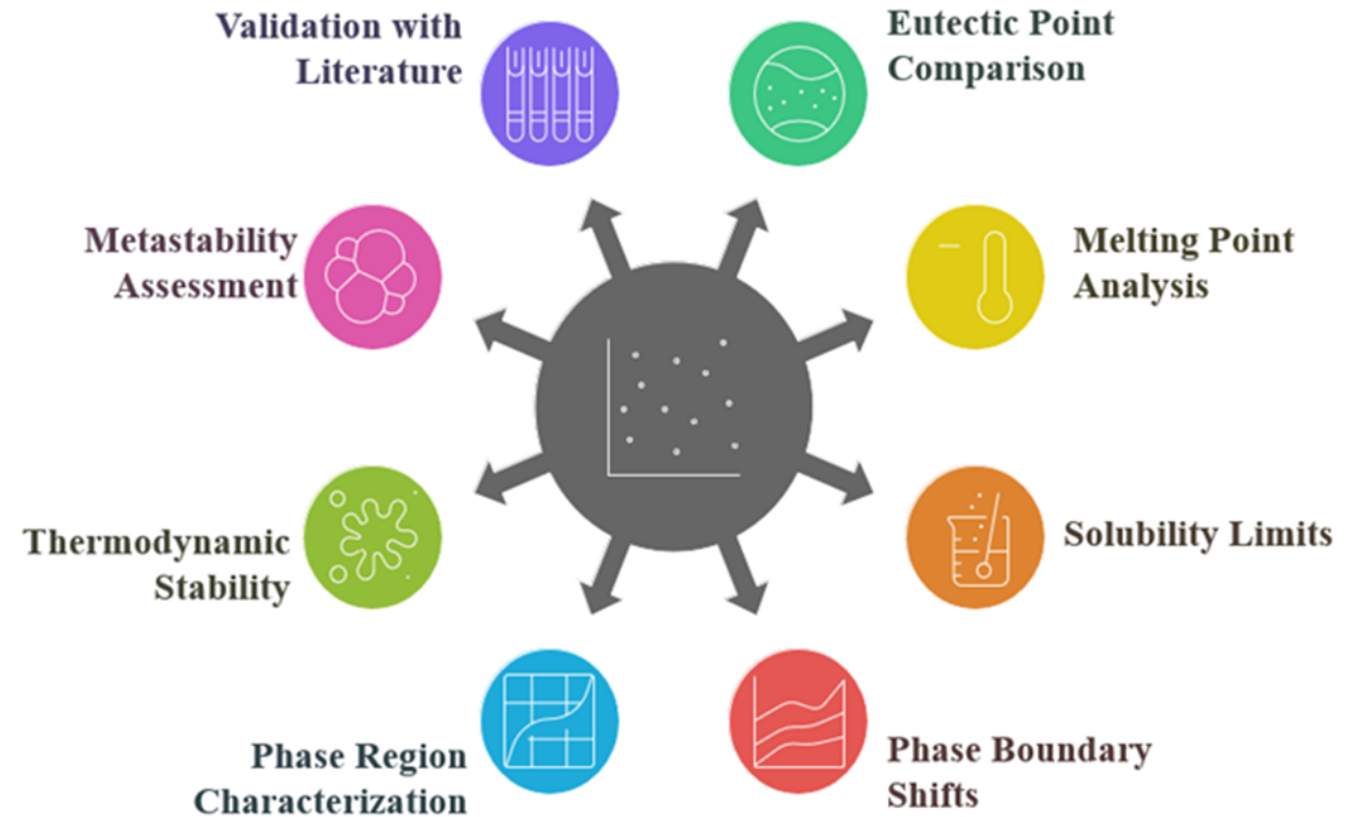 Validation with
Literature
Eutectic Point
Comparison
Metastability
Assessment
Melting Point
Analysis
Thermodynamic
Stability
Solubility Limits
Phase Region
Characterization
Phase Boundary
Shifts